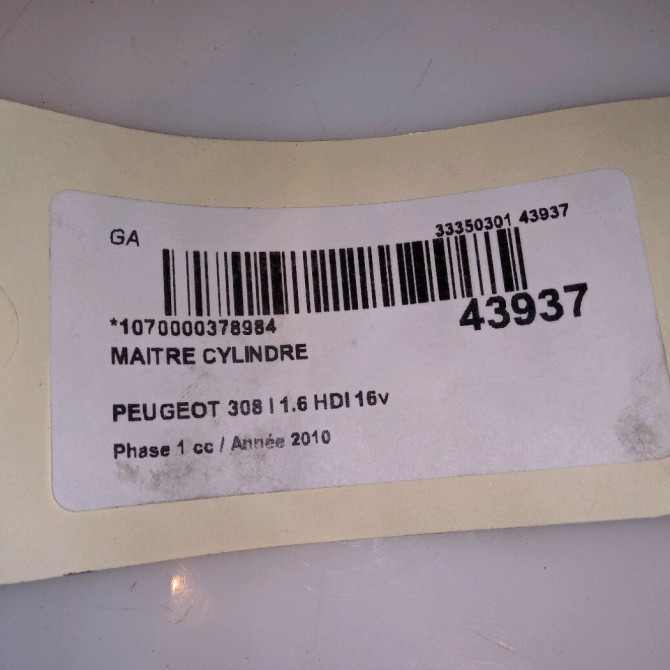 GA
33350301 43937
*1070000378984
43937
MAITRE CYLINDRE
PEUGEOT 308 I 1.6 HDI 16v
Phase 1 cc / Année 2010